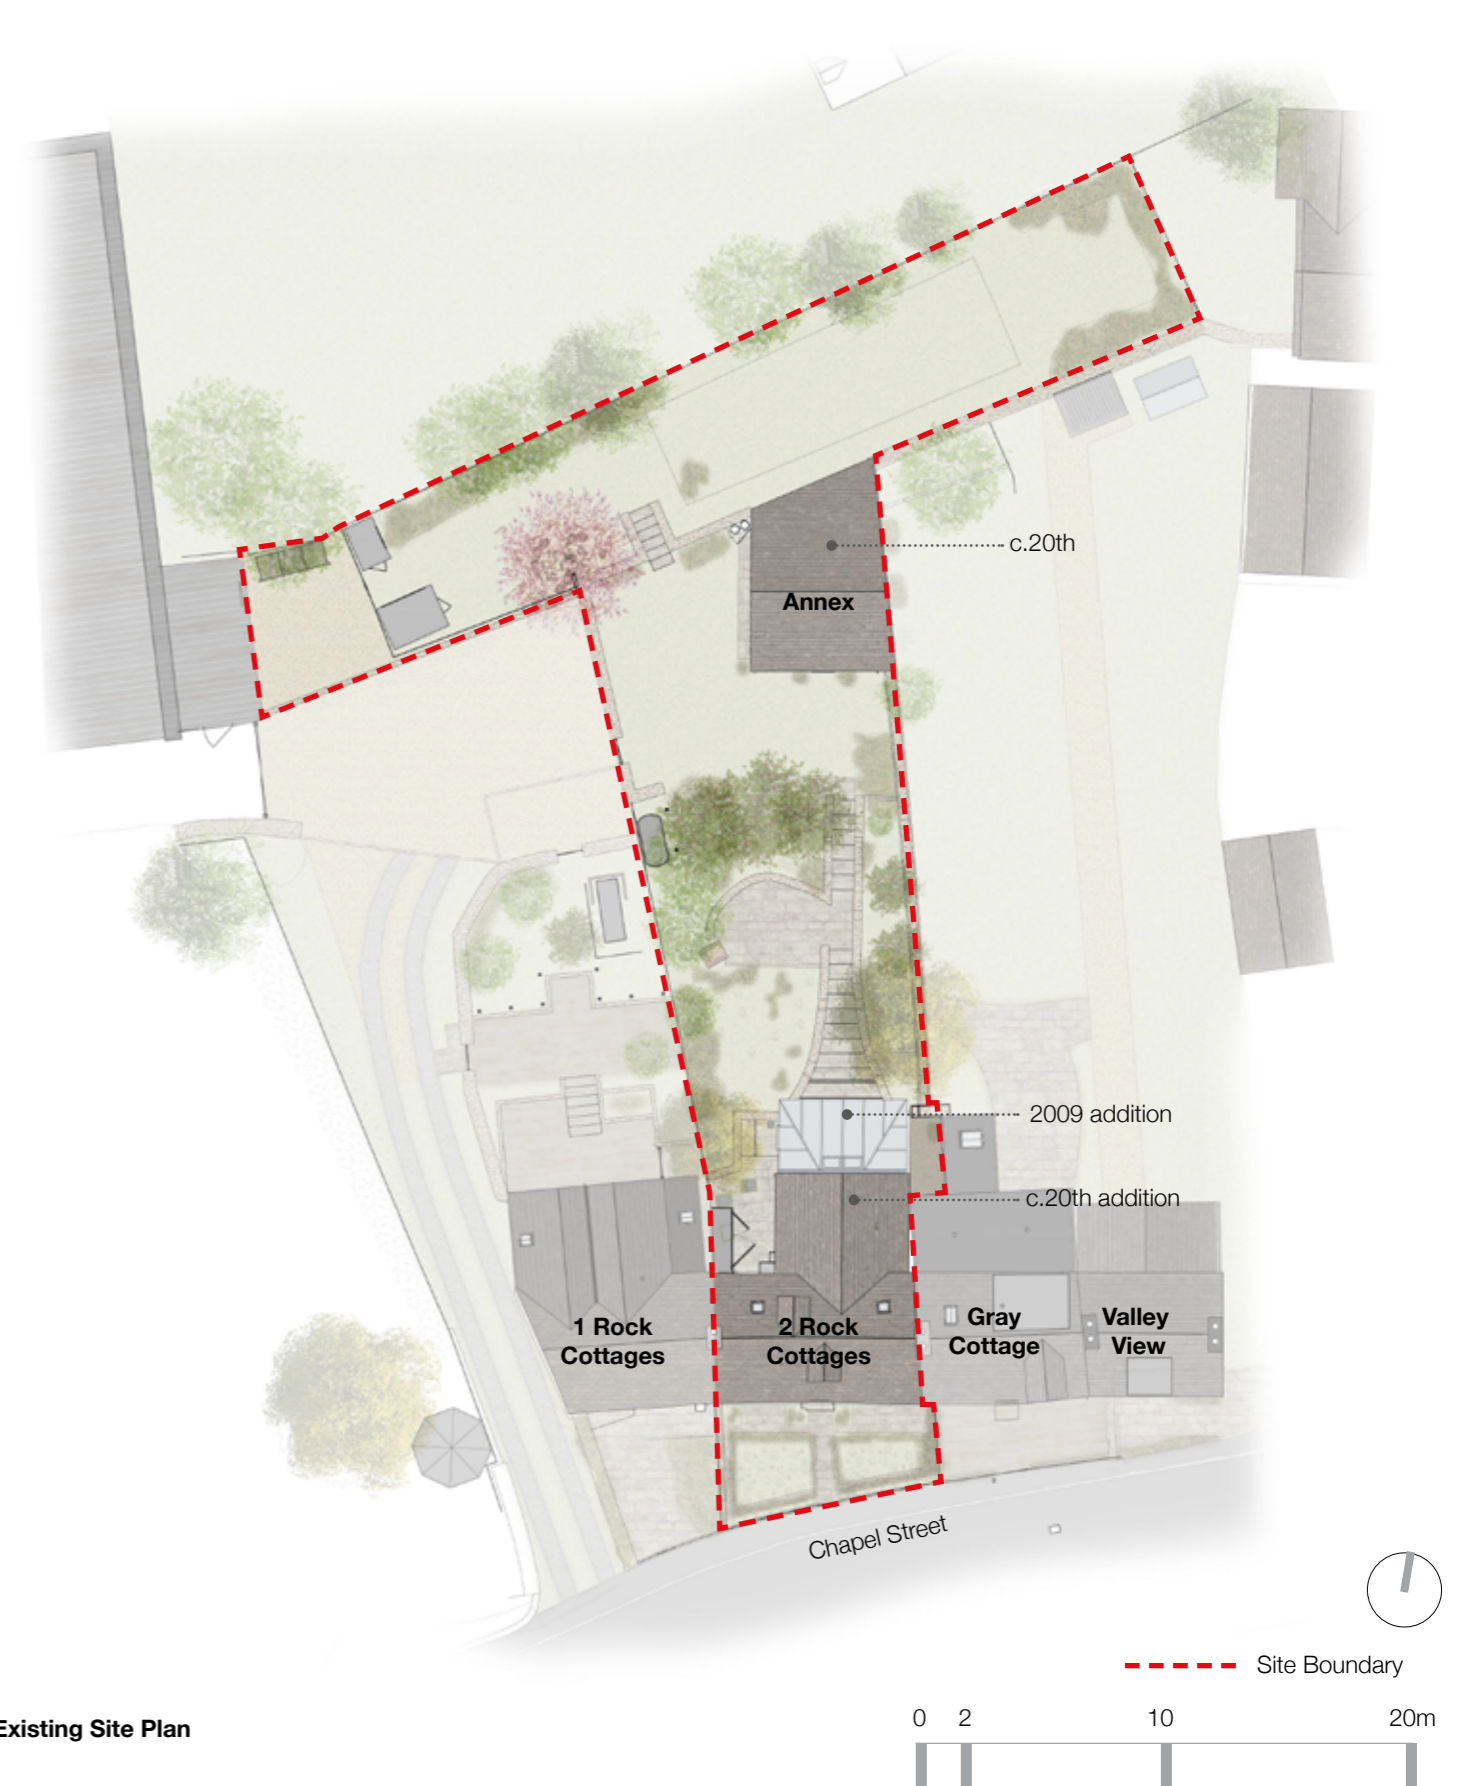 c.20th
Annex
2009 addition
c.20th addition
1 Rock
Cottages
2 Rock
Cottages
Gray
Cottage
Valley
View
Chapel Street
Site Boundary
Existing Site Plan
0 2 10 20m